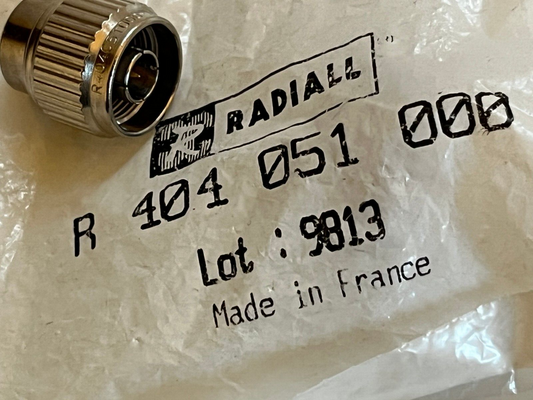 RADIALL
R 404 051 000
Lot : 9813
Made in France